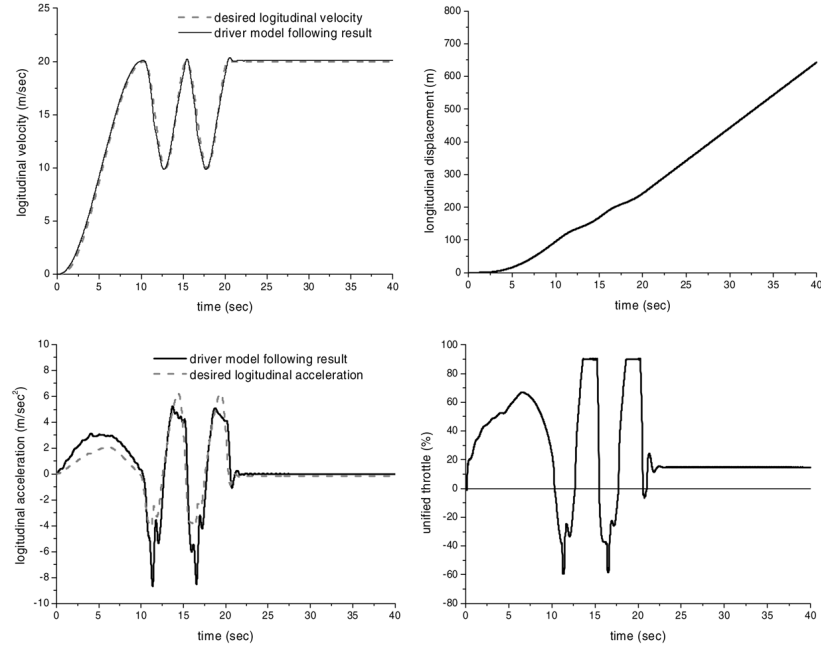 desired logitudinal velocity
driver model following result
logitudinal velocity (m/sec)
25
20
15
10
5
0
0 5 10 15 20 25 30 35 40
time (sec)
longitudinal displacement (m)
800
700
600
500
400
300
200
100
0
0 5 10 15 20 25 30 35 40
time (sec)
driver model following result
desired logitudinal acceleration
logitudinal acceleration (m/sec²)
10
8
6
4
2
0
-2
-4
-6
-8
-10
0 5 10 15 20 25 30 35 40
time (sec)
unified throttle (%)
100
80
60
40
20
0
-20
-40
-60
-80
0 5 10 15 20 25 30 35 40
time (sec)